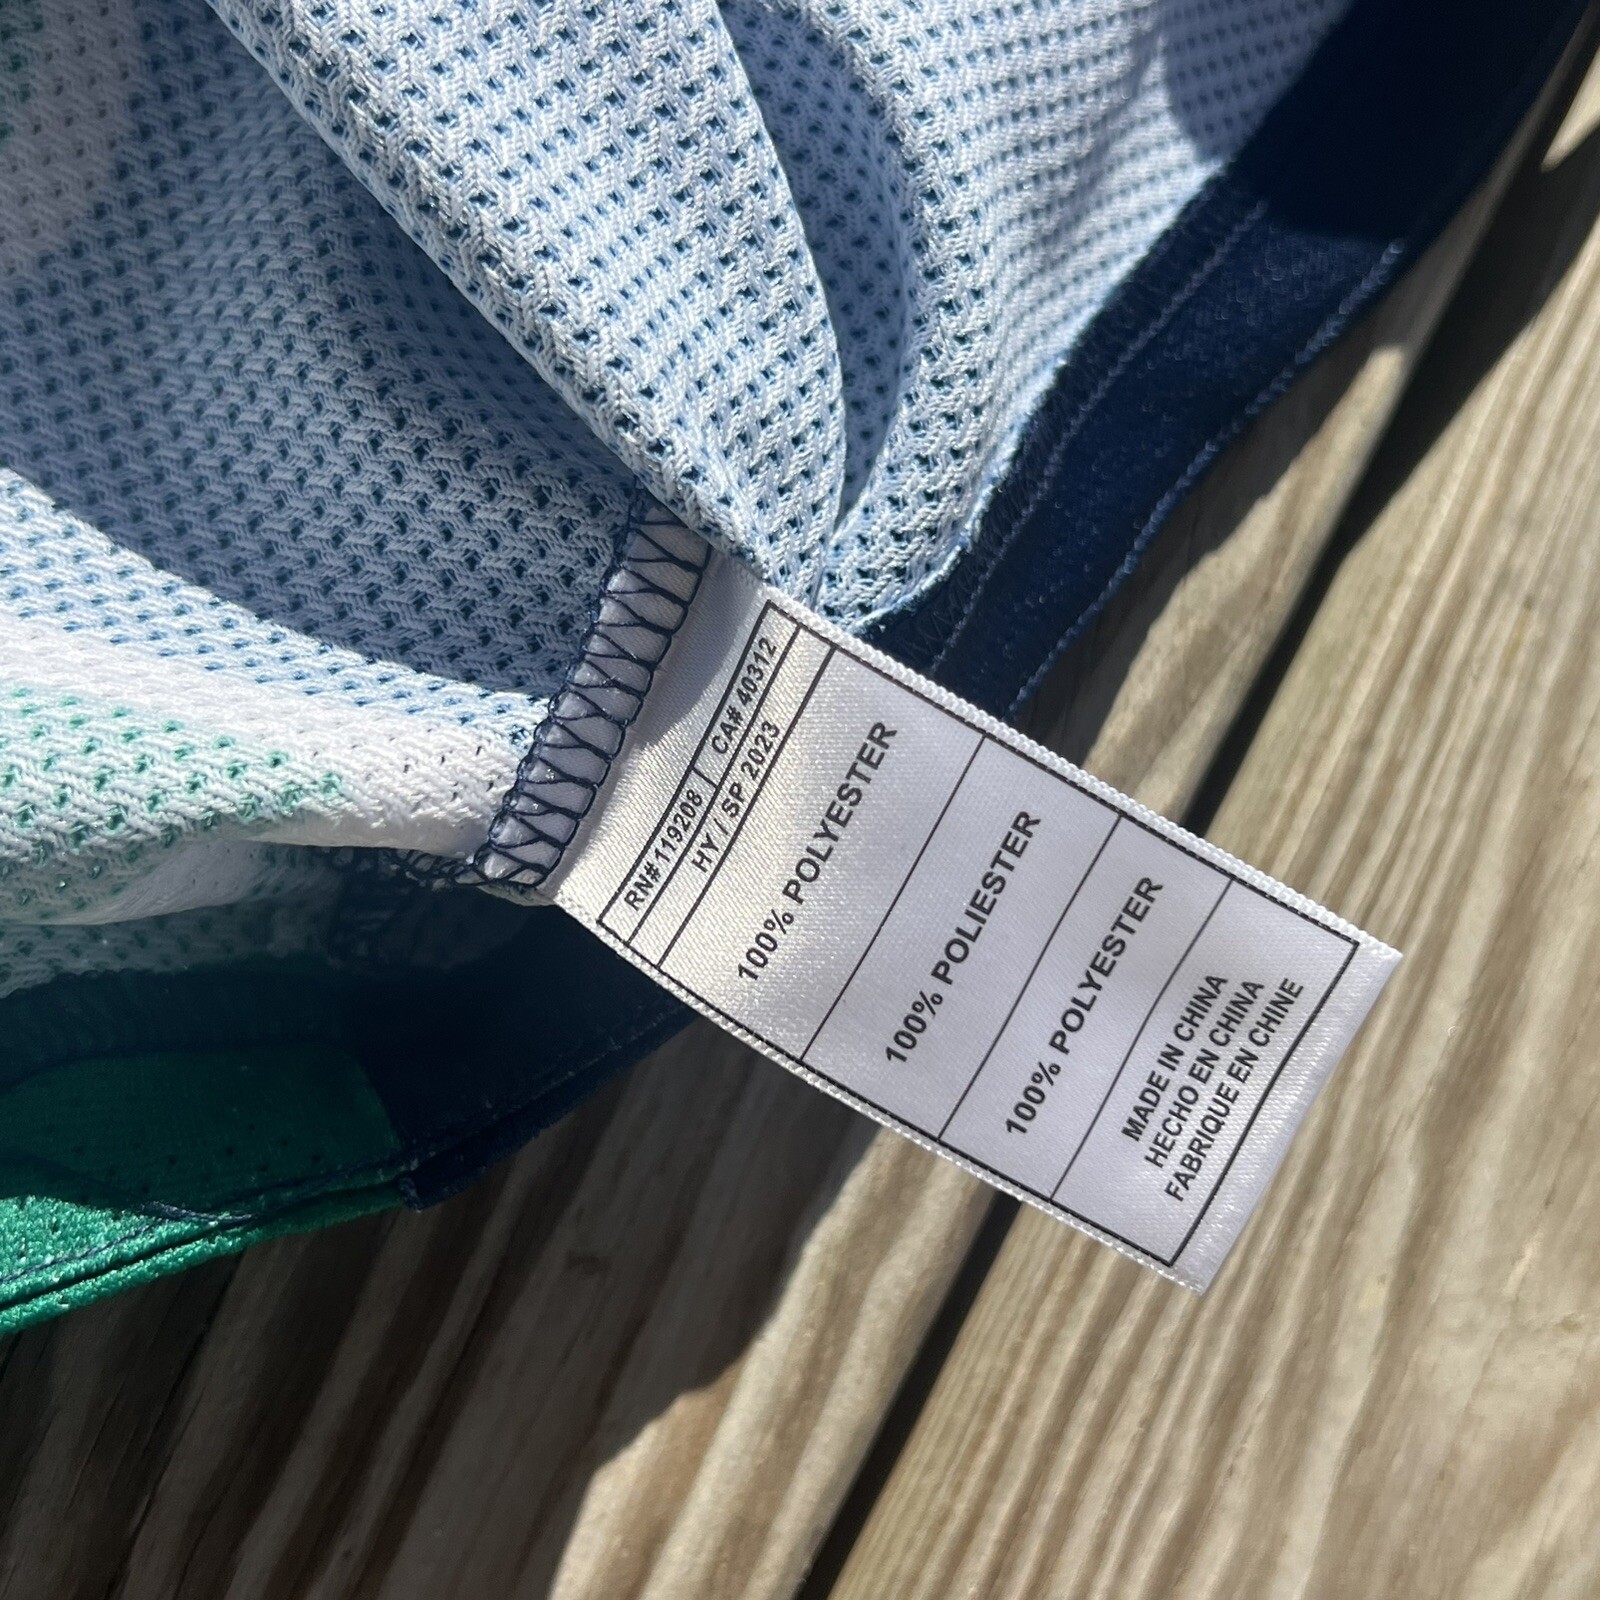 RN# 119208 | CA# 40312
HY / SP 2023
100% POLYESTER
100% POLIESTER
100% POLYESTER
MADE IN CHINA
HECHO EN CHINA
FABRIQUE EN CHINE